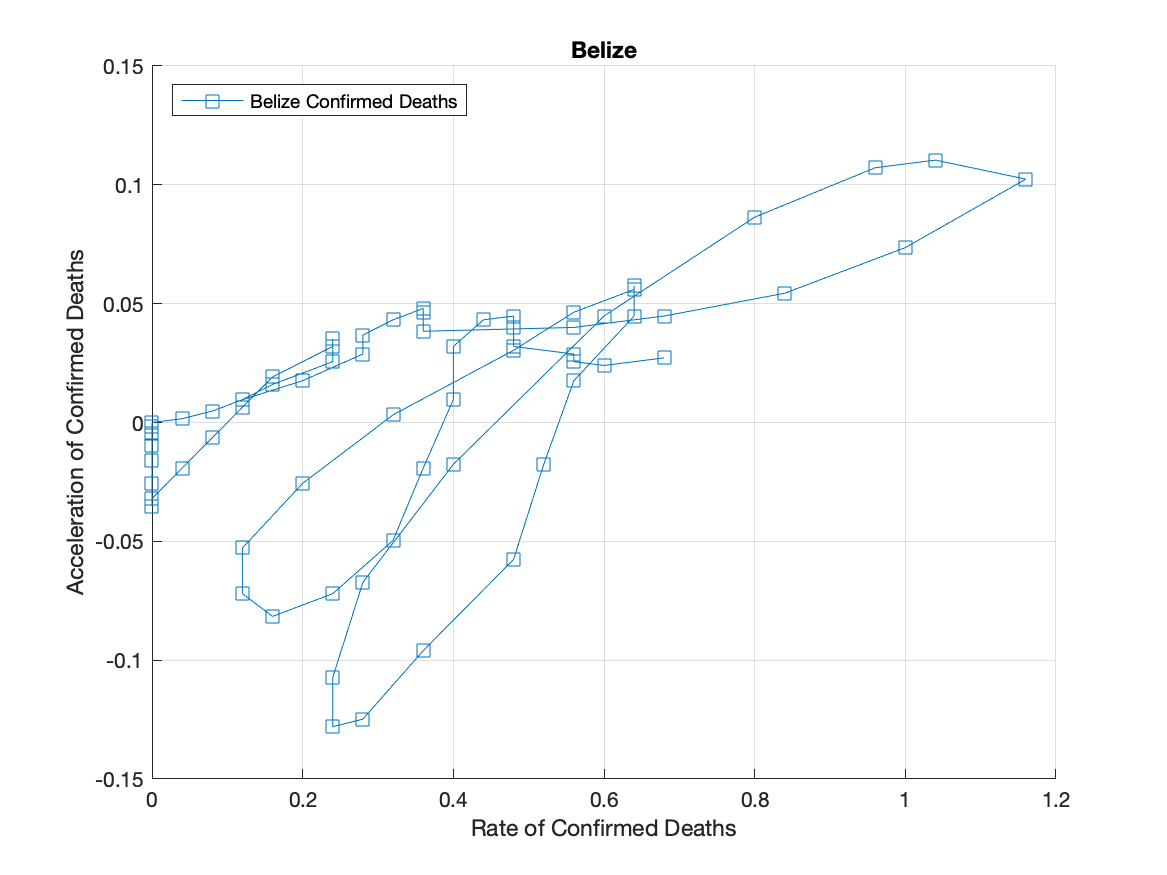 Belize
Belize Confirmed Deaths
0.15
0.1
0.05
0
-0.05
-0.1
-0.15
Acceleration of Confirmed Deaths
0 0.2 0.4 0.6 0.8 1 1.2
Rate of Confirmed Deaths